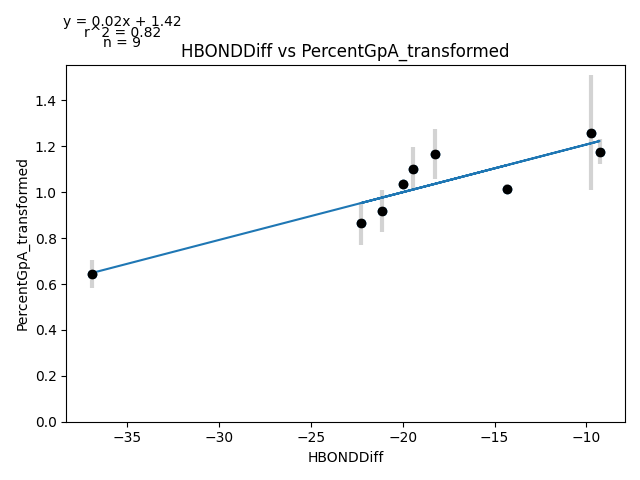 y = 0.02x + 1.42
r^2 = 0.82
n = 9
HBONDDiff vs PercentGpA_transformed
PercentGpA_transformed
1.4
1.2
1.0
0.8
0.6
0.4
0.2
0.0
−35
−30
−25
−20
−15
−10
HBONDDiff